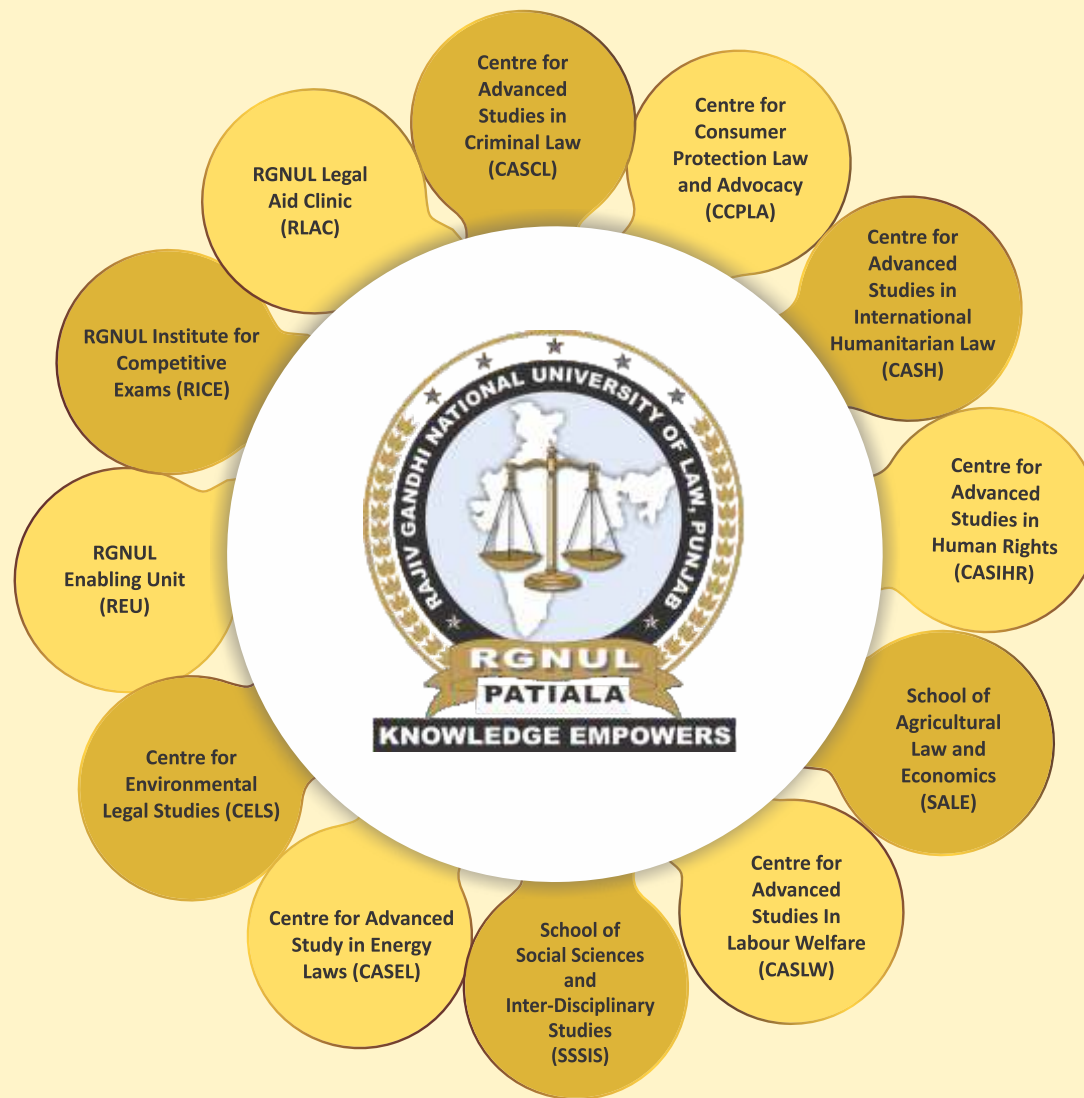 Centre for
Advanced
Studies in
Criminal Law
(CASCL)
Centre for
Consumer
Protection Law
and Advocacy
(CCPLA)
Centre for
Advanced
Studies in
International
Humanitarian Law
(CASH)
Centre for
Advanced
Studies in
Human Rights
(CASIHR)
School of
Agricultural
Law and
Economics
(SALE)
Centre for
Advanced
Studies In
Labour Welfare
(CASLW)
School of
Social Sciences
and
Inter-Disciplinary
Studies
(SSSIS)
Centre for Advanced
Study in Energy
Laws (CASEL)
Centre for
Environmental
Legal Studies (CELS)
RGNUL
Enabling Unit
(REU)
RGNUL Institute for
Competitive
Exams (RICE)
RGNUL Legal
Aid Clinic
(RLAC)
RAJIV GANDHI NATIONAL UNIVERSITY OF LAW, PUNJAB
RGNUL
PATIALA
KNOWLEDGE EMPOWERS